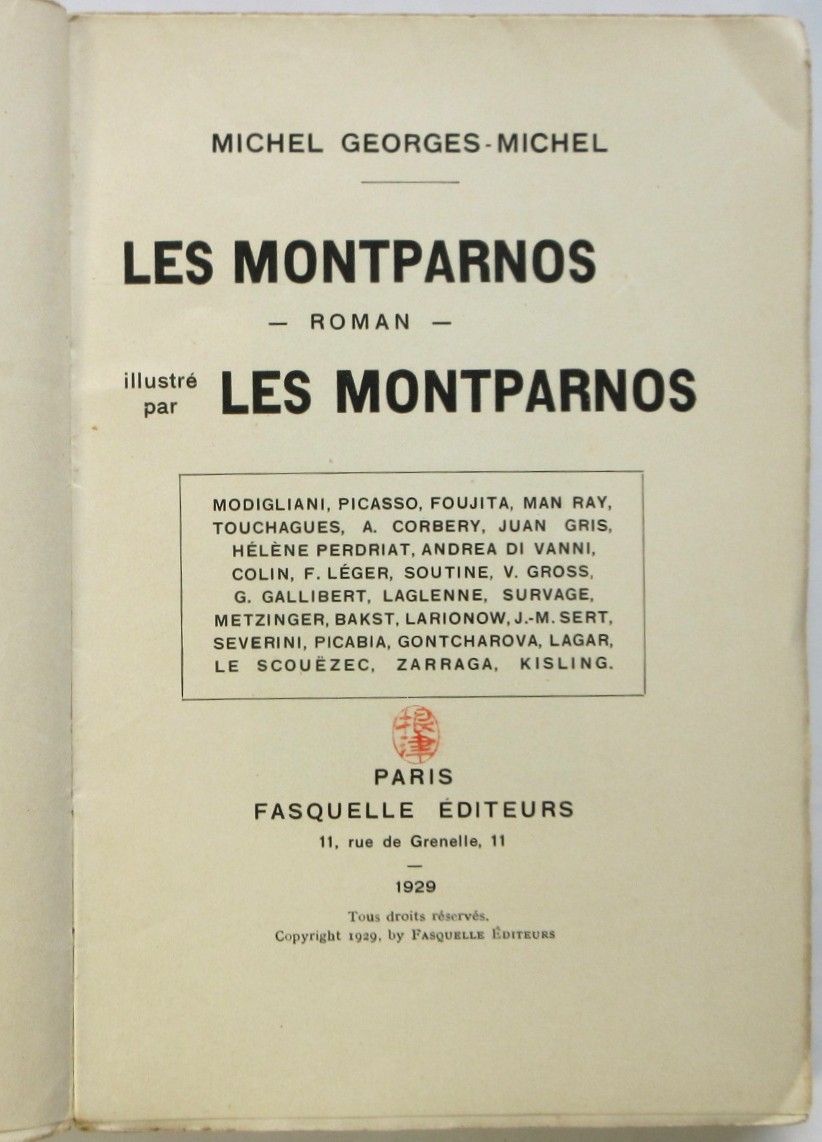 MICHEL GEORGES-MICHEL
LES MONTPARNOS
— ROMAN —
illustré
par LES MONTPARNOS
MODIGLIANI, PICASSO, FOUJITA, MAN RAY,
TOUCHAGUES, A. CORBERY, JUAN GRIS,
HÉLÈNE PERDRIAT, ANDREA DI VANNI,
COLIN, F. LÉGER, SOUTINE, V. GROSS,
G. GALLIBERT, LAGLENNE, SURVAGE,
METZINGER, BAKST, LARIONOW, J.-M. SERT,
SEVERINI, PICABIA, GONTCHAROVA, LAGAR,
LE SCOUËZEC, ZARRAGA, KISLING.
根津
PARIS
FASQUELLE ÉDITEURS
11, rue de Grenelle, 11
—
1929
Tous droits réservés.
Copyright 1929, by FASQUELLE ÉDITEURS